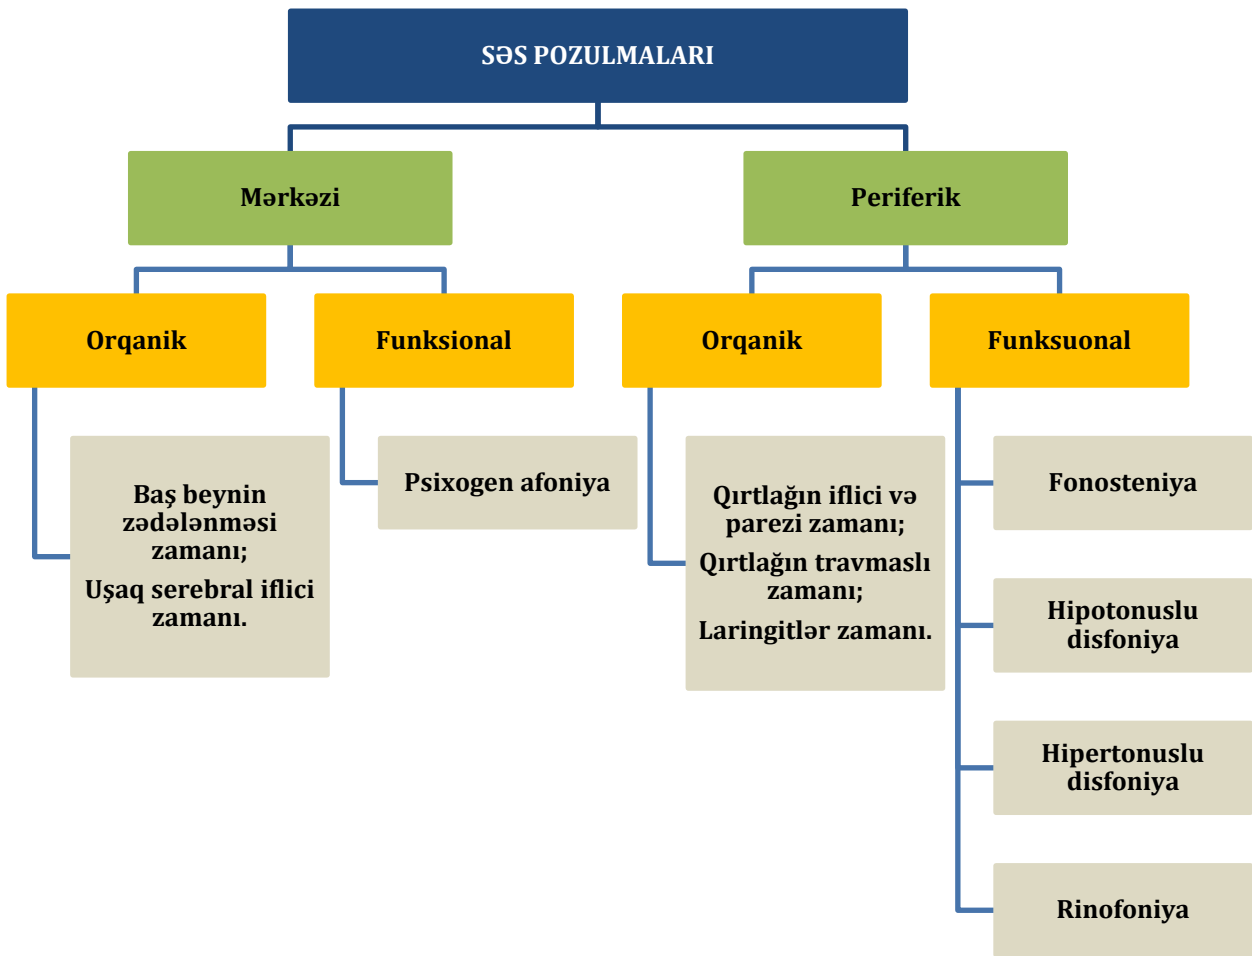 SƏS POZULMALARI
Mərkəzi
Periferik
Orqanik
Funksional
Orqanik
Funksuonal
Baş beynin
zədələnməsi
zamanı;
Uşaq serebral iflici
zamanı.
Psixogen afoniya
Qırtlağın iflici və
parezi zamanı;
Qırtlağın travmaslı
zamanı;
Laringitlər zamanı.
Fonosteniya
Hipotonuslu
disfoniya
Hipertonuslu
disfoniya
Rinofoniya